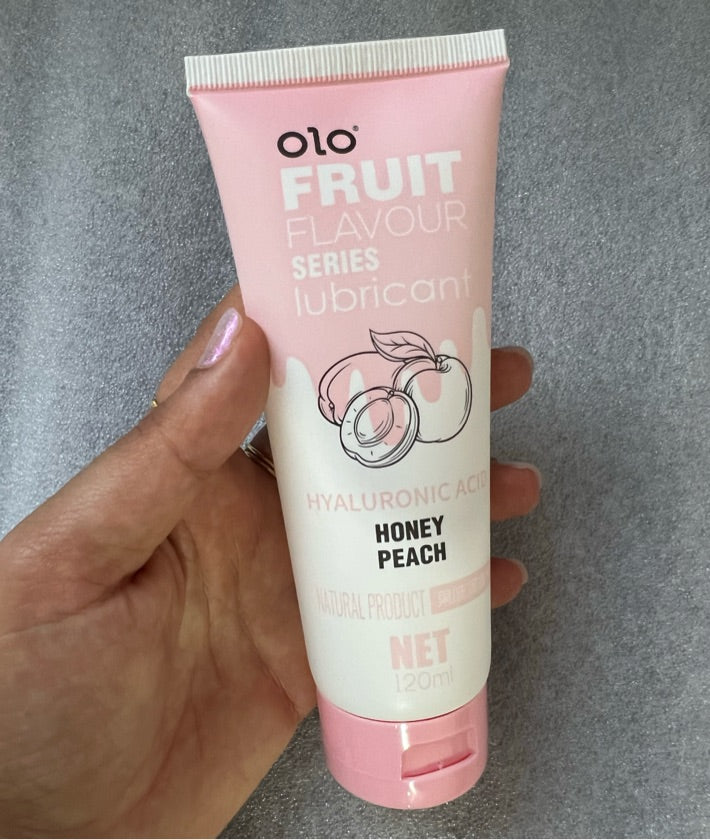 olo®
FRUIT
FLAVOUR
SERIES
lubricant
HYALURONIC ACID
HONEY
PEACH
NATURAL PRODUCT
NET
120ml